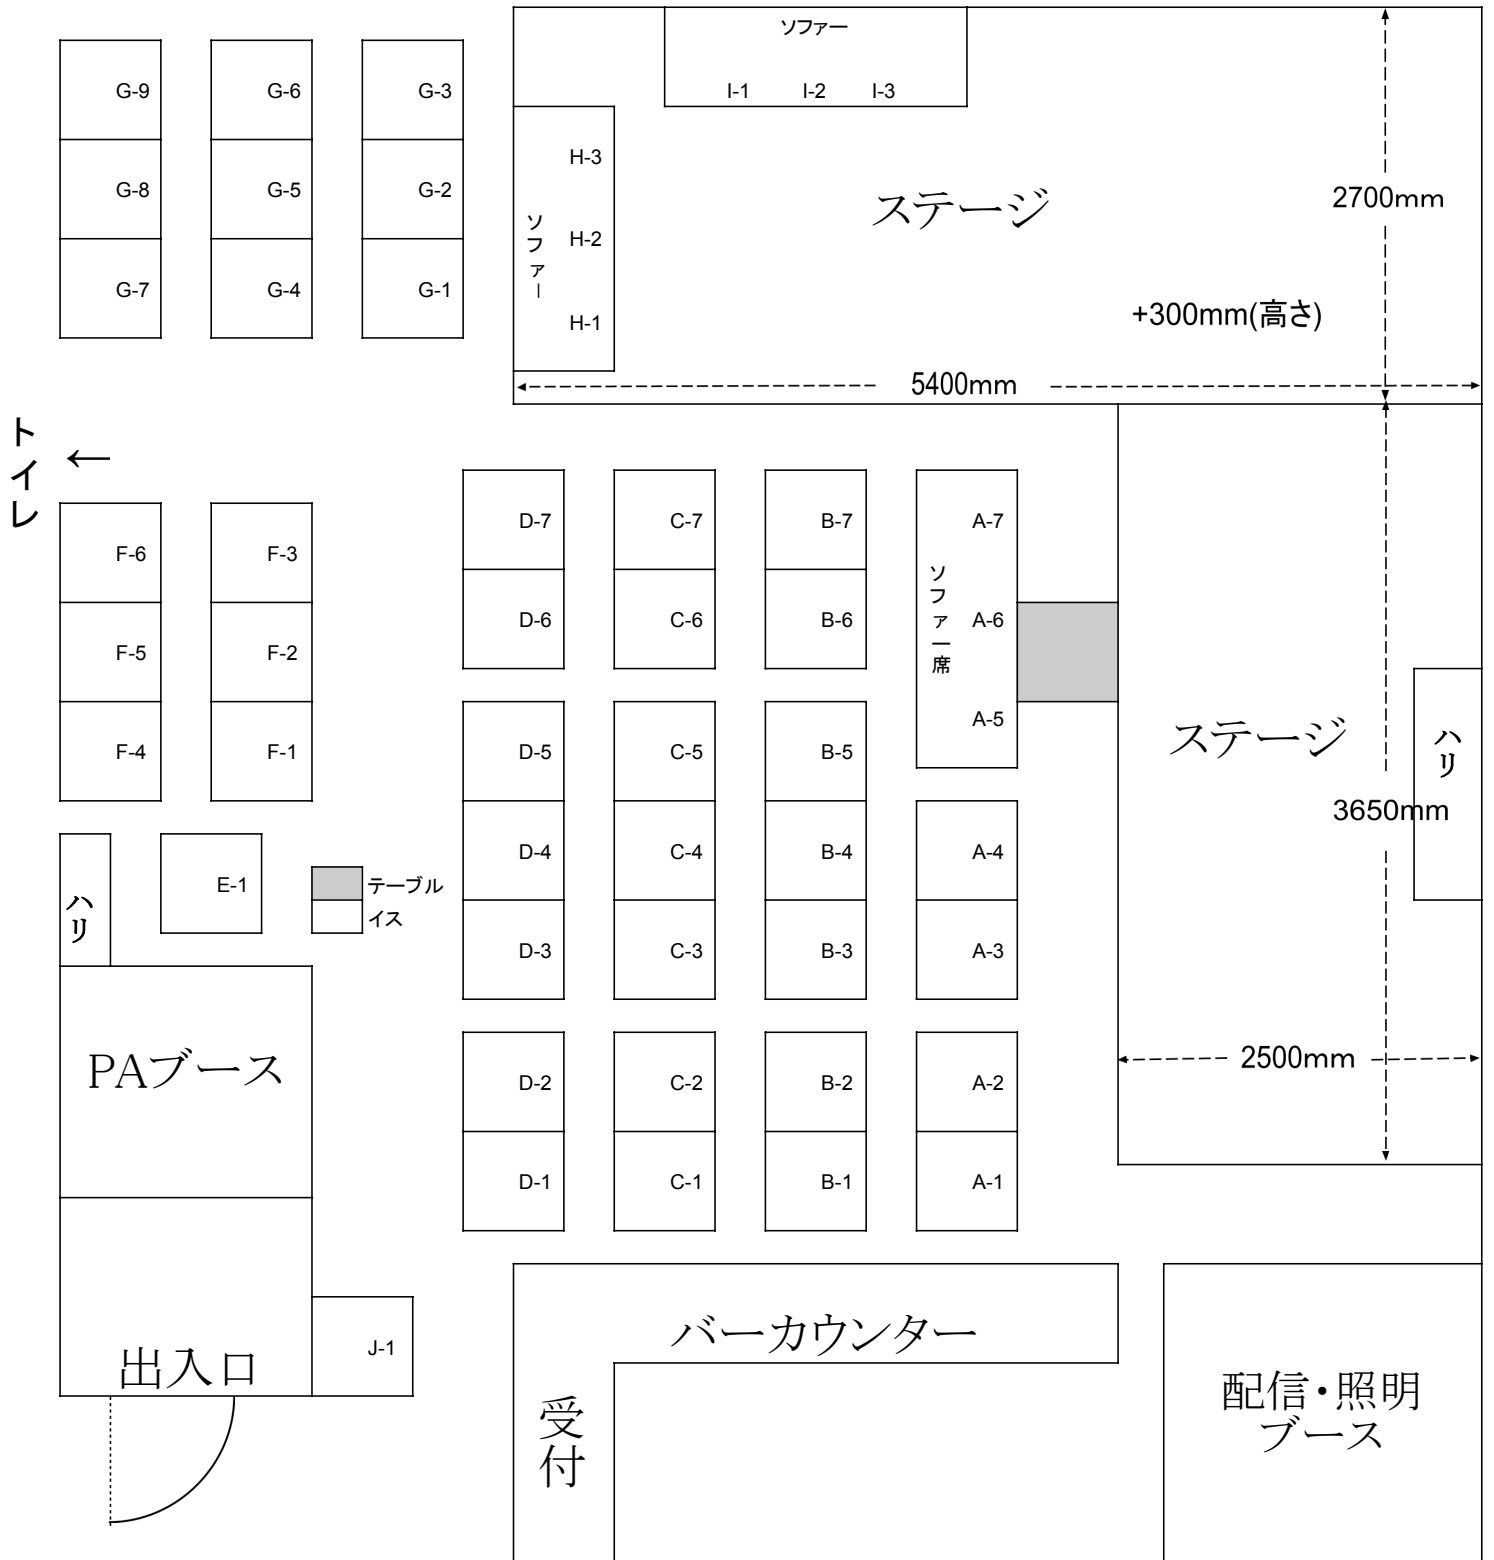 ソファー
I-1 I-2 I-3
G-9 G-6 G-3
G-8 G-5 G-2
G-7 G-4 G-1
ソファー
H-3
H-2
H-1
ステージ
2700mm
+300mm(高さ)
5400mm
トイレ
←
F-6 F-3
F-5 F-2
F-4 F-1
D-7 C-7 B-7 A-7
D-6 C-6 B-6 A-6
ソファー席
A-5
D-5 C-5 B-5
D-4 C-4 B-4 A-4
D-3 C-3 B-3 A-3
D-2 C-2 B-2 A-2
D-1 C-1 B-1 A-1
ステージ
ハリ
3650mm
2500mm
ハリ
E-1
テーブル
イス
PAブース
出入口
J-1
バーカウンター
受付
配信・照明
ブース